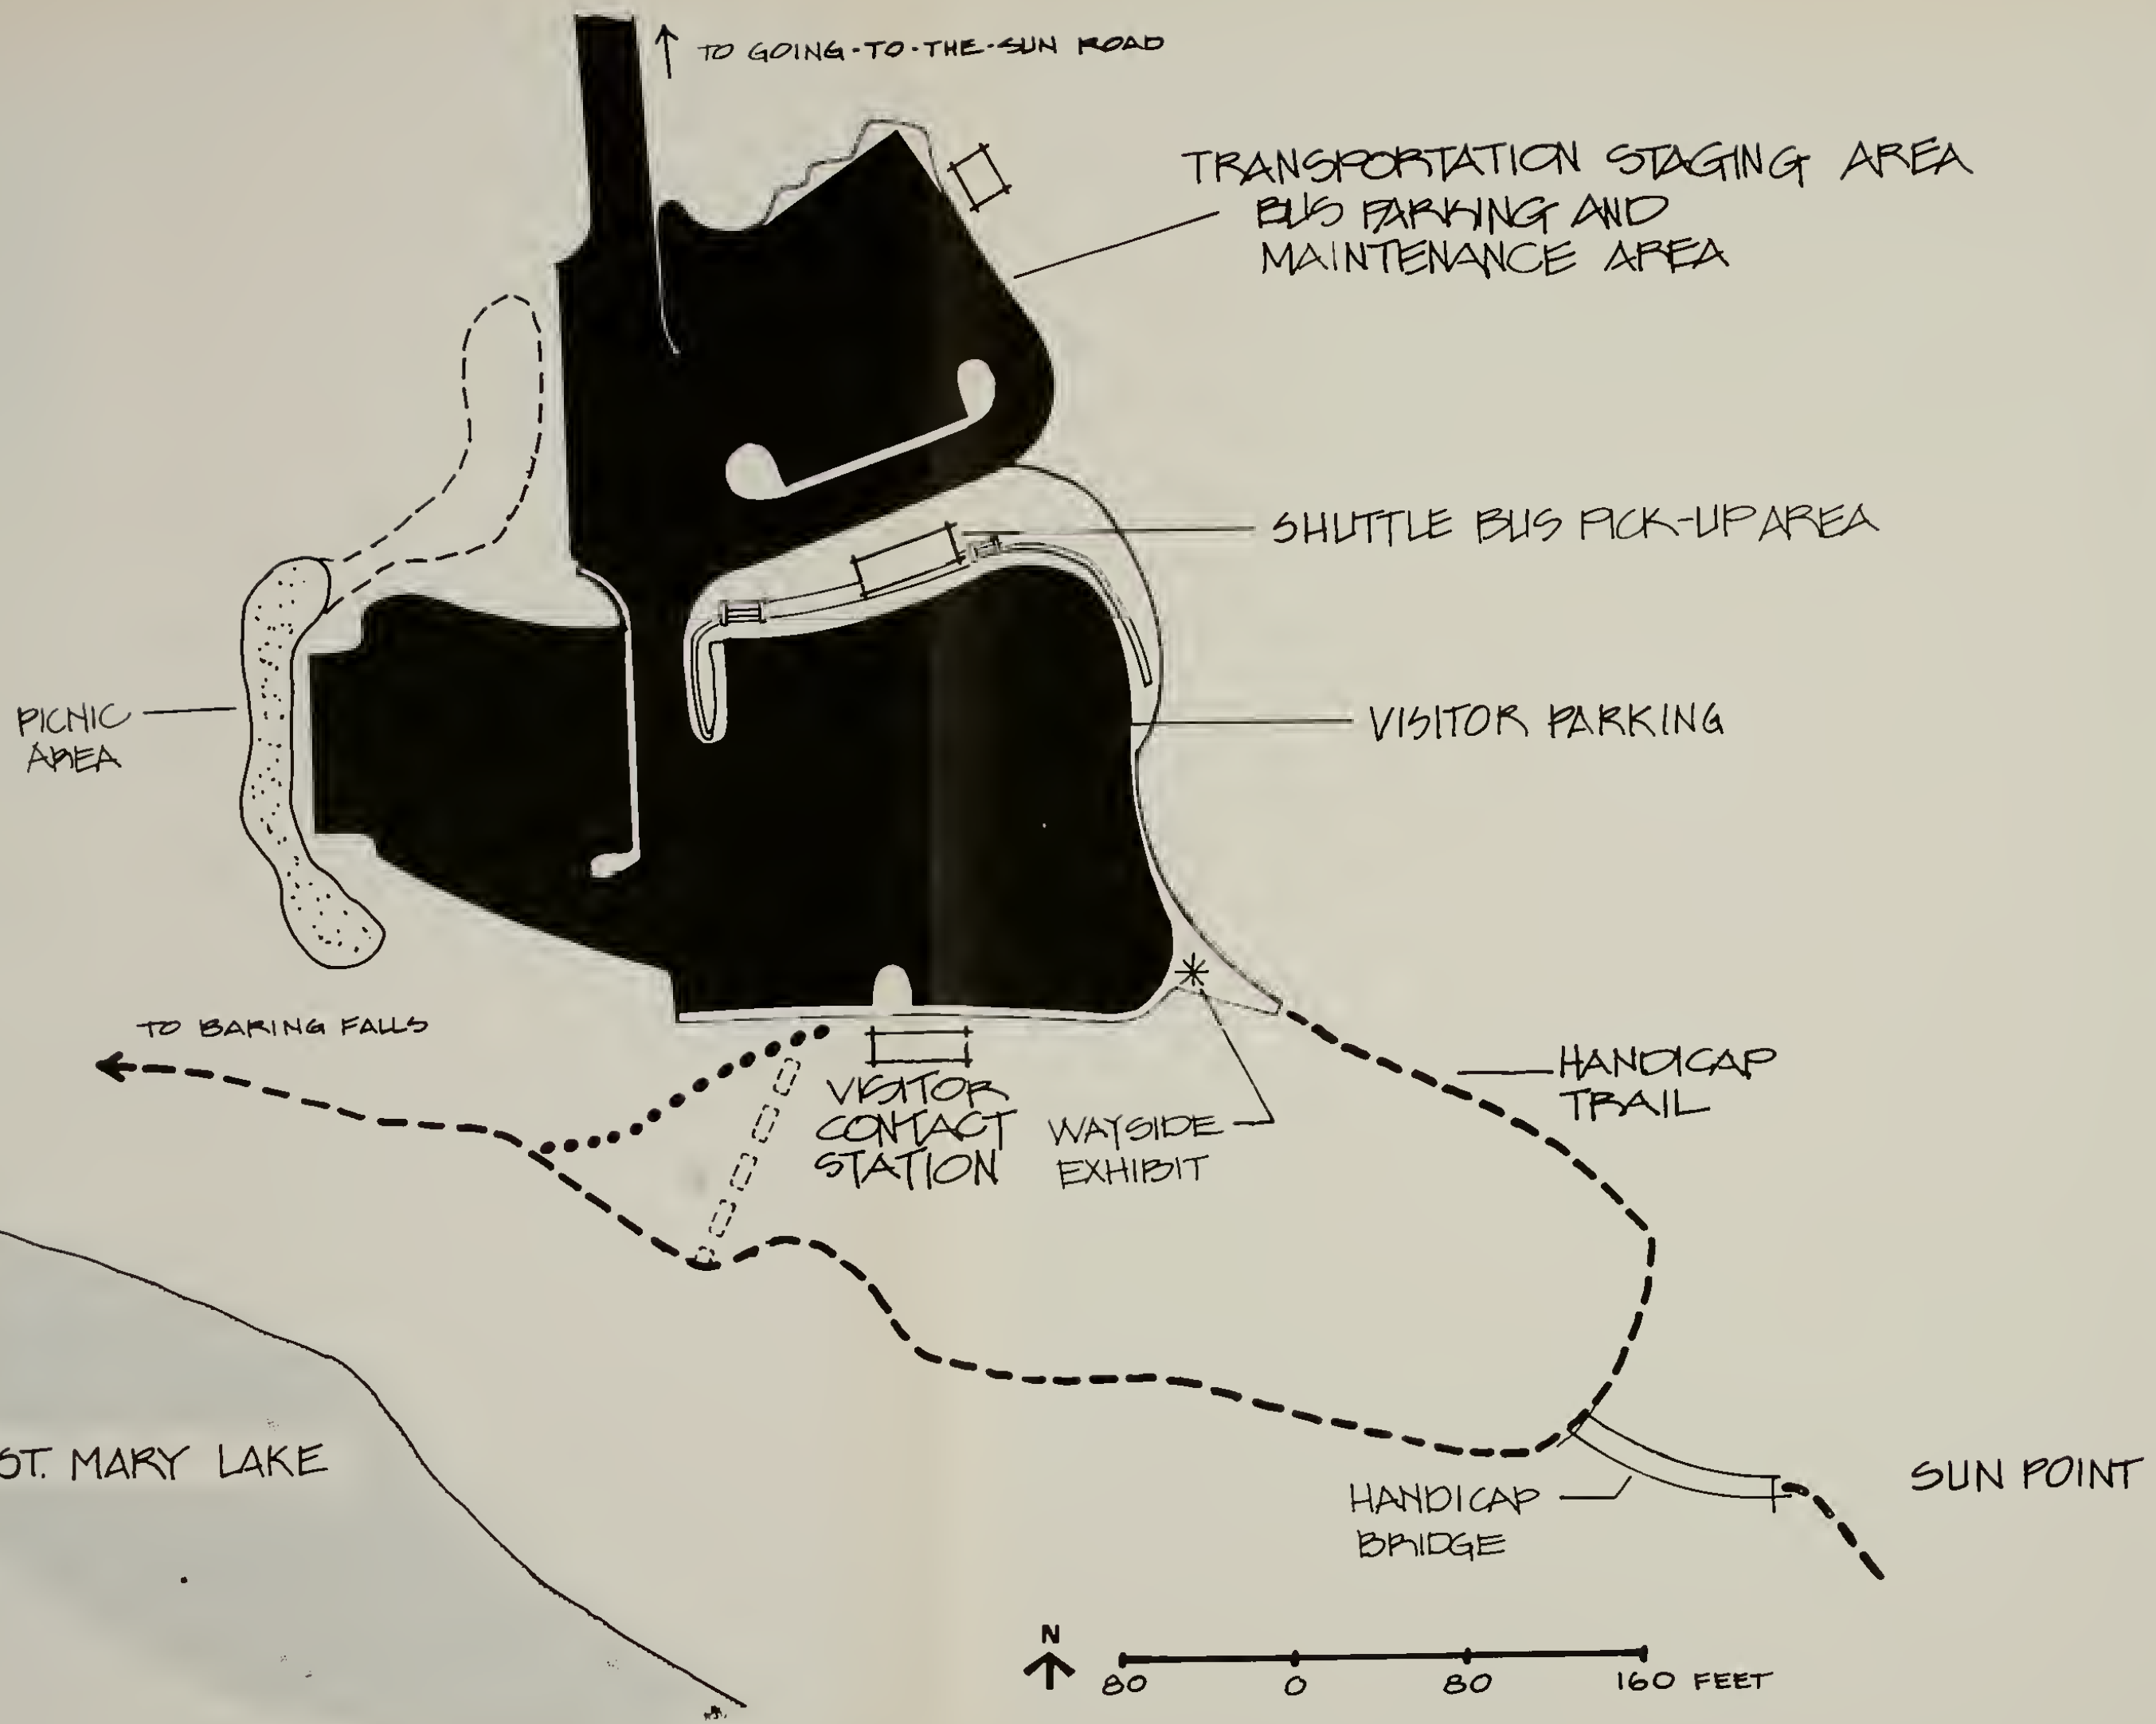 TO GOING-TO-THE-SUN ROAD
TRANSPORTATION STAGING AREA
BUS PARKING AND
MAINTENANCE AREA
SHUTTLE BUS PICK-UP AREA
VISITOR PARKING
PICNIC
AREA
TO BARING FALLS
VISITOR
CONTACT
STATION
WAYSIDE
EXHIBIT
HANDICAP
TRAIL
ST. MARY LAKE
HANDICAP
BRIDGE
SUN POINT
N
80 0 80 160 FEET